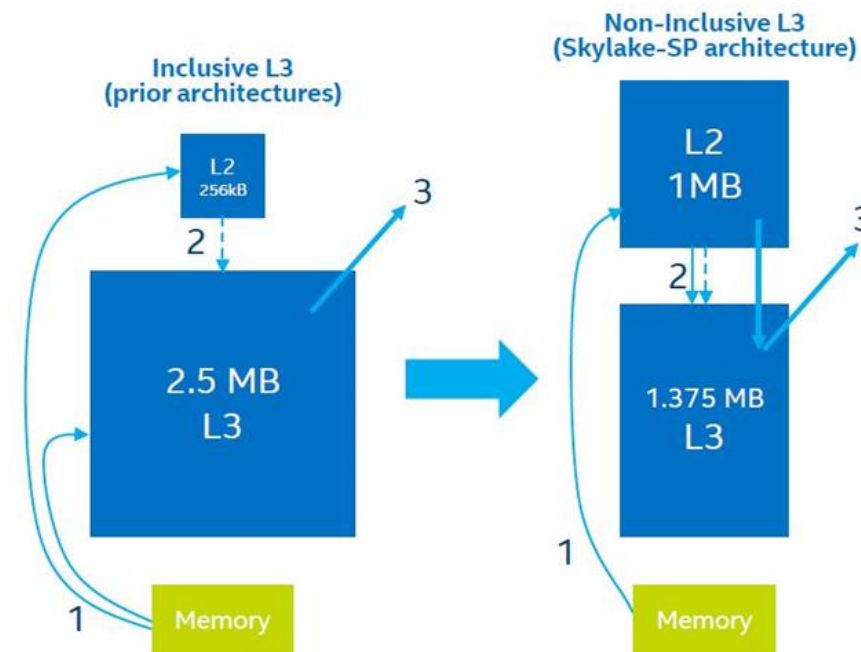 Inclusive L3
(prior architectures)
L2
256kB
2
3
2.5 MB
L3
1
Memory
Non-Inclusive L3
(Skylake-SP architecture)
L2
1MB
2
3
1.375 MB
L3
1
Memory